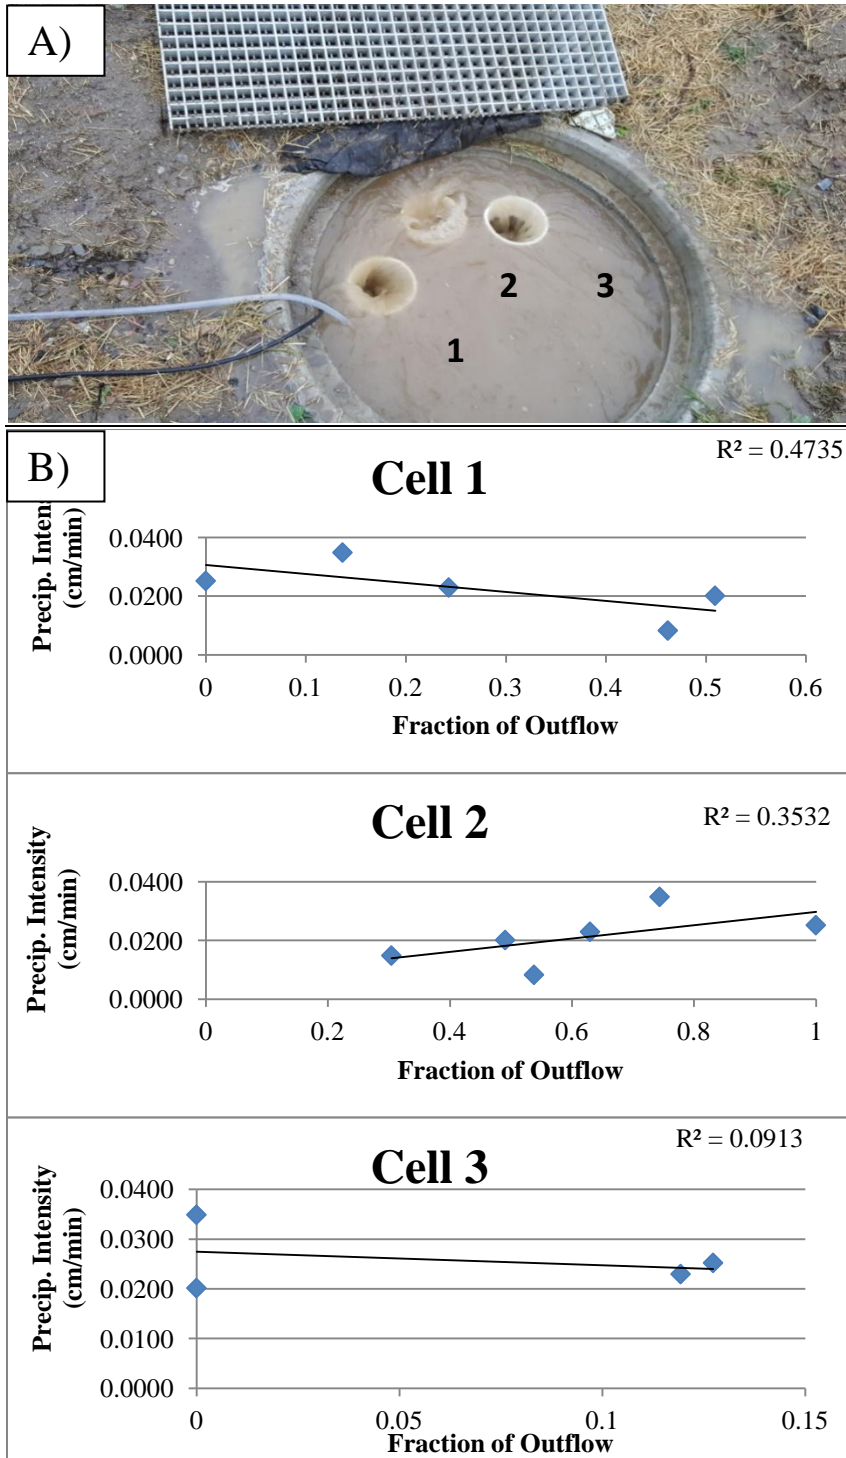 A)
2
3
1
B)
R² = 0.4735
Cell 1
Precip.
(cm/min)
0.0400
0.0200
0.0000
0
0.1
0.2
0.3
0.4
0.5
0.6
Fraction of Outflow
Cell 2
R² = 0.3532
Precip. Intensity
(cm/min)
0.0400
0.0200
0.0000
0
0.2
0.4
0.6
0.8
1
Fraction of Outflow
R² = 0.0913
Cell 3
Precip. Intensity
(cm/min)
0.0400
0.0300
0.0200
0.0100
0.0000
0
0.05
0.1
0.15
Fraction of Outflow